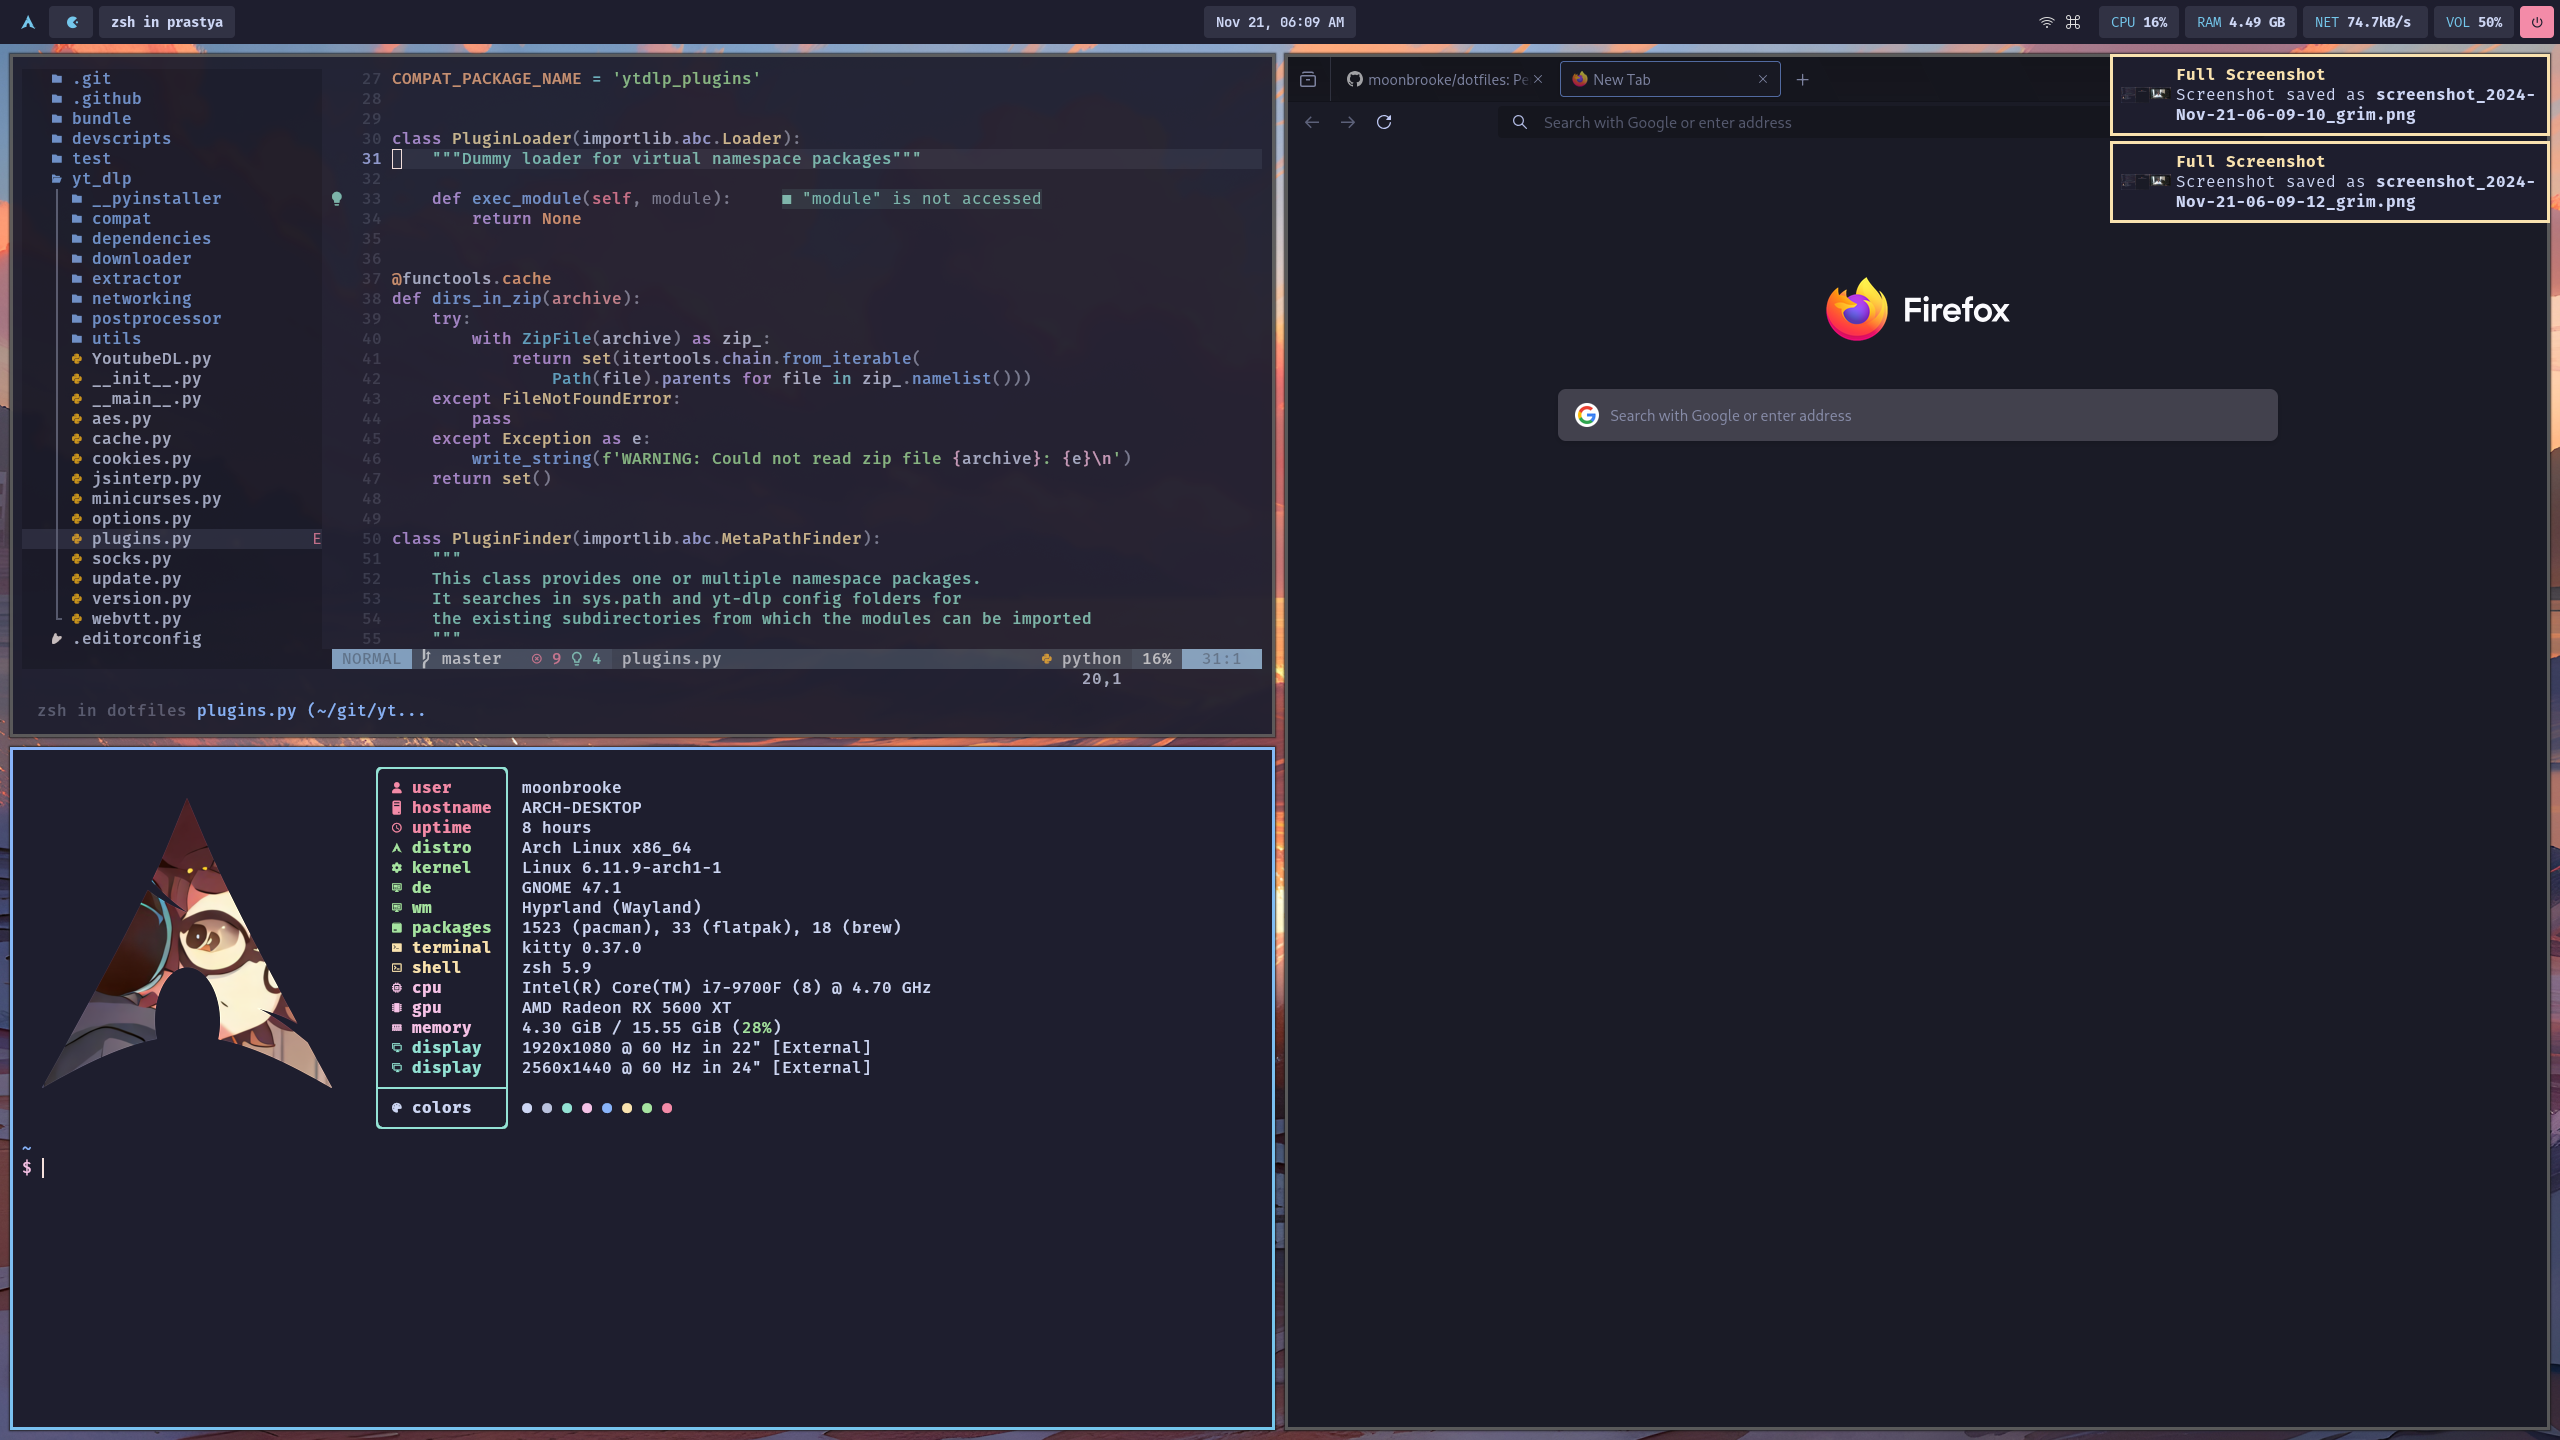 zsh in prastya
Nov 21, 06:09 AM
CPU 16%
RAM 4.49 GB
NET 74.7kB/s
VOL 50%
.git
.github
bundle
devscripts
test
yt_dlp
__pyinstaller
compat
dependencies
downloader
extractor
networking
postprocessor
utils
YoutubeDL.py
__init__.py
__main__.py
aes.py
cache.py
cookies.py
jsinterp.py
minicurses.py
options.py
plugins.py E
socks.py
update.py
version.py
webvtt.py
.editorconfig
27 COMPAT_PACKAGE_NAME = 'ytdlp_plugins'
28
29
30 class PluginLoader(importlib.abc.Loader):
31     """Dummy loader for virtual namespace packages"""
32
33     def exec_module(self, module):     ■ "module" is not accessed
34         return None
35
36
37 @functools.cache
38 def dirs_in_zip(archive):
39     try:
40         with ZipFile(archive) as zip_:
41             return set(itertools.chain.from_iterable(
42                 Path(file).parents for file in zip_.namelist()))
43     except FileNotFoundError:
44         pass
45     except Exception as e:
46         write_string(f'WARNING: Could not read zip file {archive}: {e}\n')
47     return set()
48
49
50 class PluginFinder(importlib.abc.MetaPathFinder):
51     """
52     This class provides one or multiple namespace packages.
53     It searches in sys.path and yt-dlp config folders for
54     the existing subdirectories from which the modules can be imported
55     """
NORMAL master 9 4 plugins.py python 16% 31:1
20,1
zsh in dotfiles plugins.py (~/git/yt...
user moonbrooke
hostname ARCH-DESKTOP
uptime 8 hours
distro Arch Linux x86_64
kernel Linux 6.11.9-arch1-1
de GNOME 47.1
wm Hyprland (Wayland)
packages 1523 (pacman), 33 (flatpak), 18 (brew)
terminal kitty 0.37.0
shell zsh 5.9
cpu Intel(R) Core(TM) i7-9700F (8) @ 4.70 GHz
gpu AMD Radeon RX 5600 XT
memory 4.30 GiB / 15.55 GiB (28%)
display 1920x1080 @ 60 Hz in 22" [External]
display 2560x1440 @ 60 Hz in 24" [External]
colors
~
$
moonbrooke/dotfiles: Pe
New Tab
Search with Google or enter address
Firefox
Search with Google or enter address
Full Screenshot
Screenshot saved as screenshot_2024-
Nov-21-06-09-10_grim.png
Full Screenshot
Screenshot saved as screenshot_2024-
Nov-21-06-09-12_grim.png